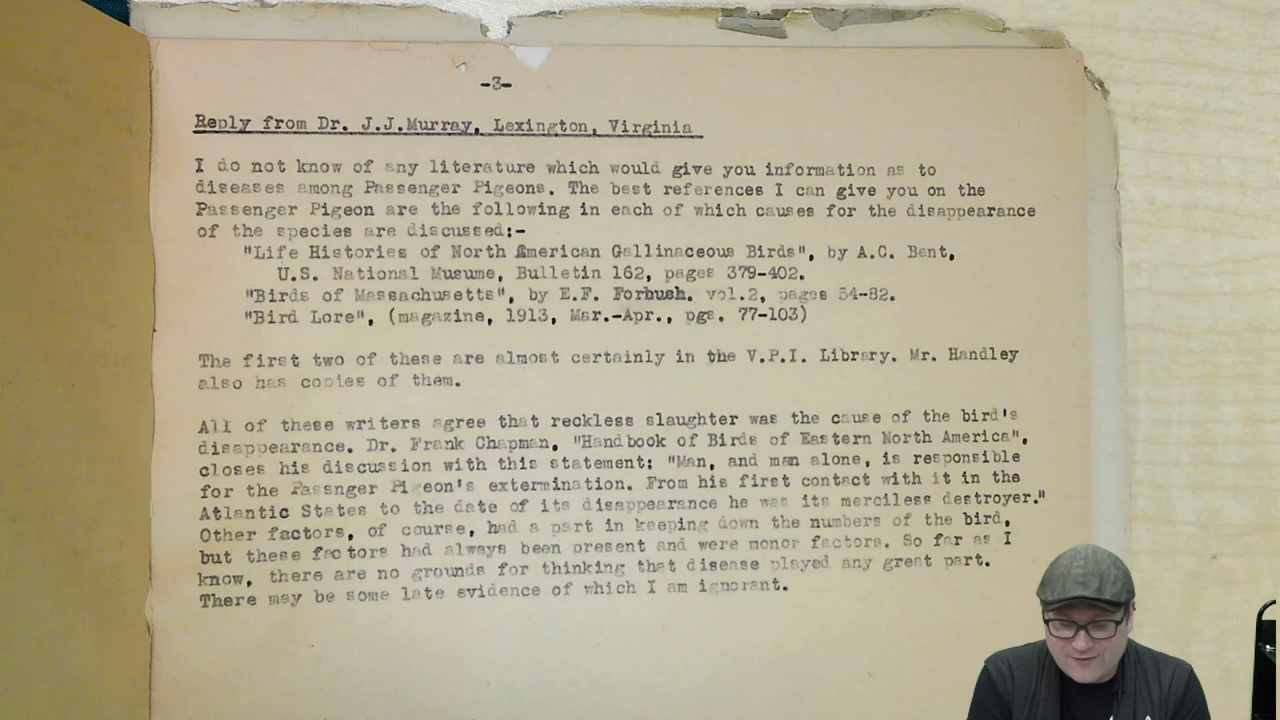 -3-
Reply from Dr. J.J.Murray, Lexington, Virginia
I do not know of any literature which would give you information as to
diseases among Passenger Pigeons. The best references I can give you on the
Passenger Pigeon are the following in each of which causes for the disappearance
of the species are discussed:-
"Life Histories of North American Gallinaceous Birds", by A.C. Bent,
U.S. National Musume, Bulletin 162, pages 379-402.
"Birds of Massachusetts", by E.F. Forbush. vol.2, pages 54-82.
"Bird Lore", (magazine, 1913, Mar.-Apr., pgs. 77-103)
The first two of these are almost certainly in the V.P.I. Library. Mr. Handley
also has copies of them.
All of these writers agree that reckless slaughter was the cause of the bird's
disappearance. Dr. Frank Chapman, "Handbook of Birds of Eastern North America",
closes his discussion with this statement: "Man, and man alone, is responsible
for the Passnger Pigeon's extermination. From his first contact with it in the
Atlantic States to the date of its disappearance he was its merciless destroyer."
Other factors, of course, had a part in keeping down the numbers of the bird,
but these factors had always been present and were monor factors. So far as I
know, there are no grounds for thinking that disease played any great part.
There may be some late evidence of which I am ignorant.